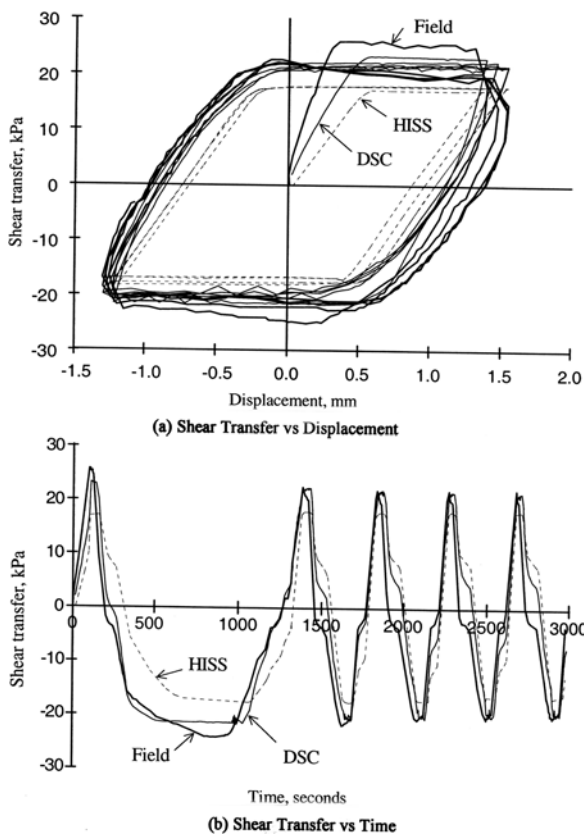 30
Field
20
10
HISS
DSC
0
-10
-20
-30
Shear transfer, kPa
-1.5 -1.0 -0.5 0.0 0.5 1.0 1.5 2.0
Displacement, mm
(a) Shear Transfer vs Displacement
30
20
10
0
0 500 1000 1500 2000 2500 3000
-10
HISS
-20
Field
DSC
-30
Shear transfer, kPa
Time, seconds
(b) Shear Transfer vs Time